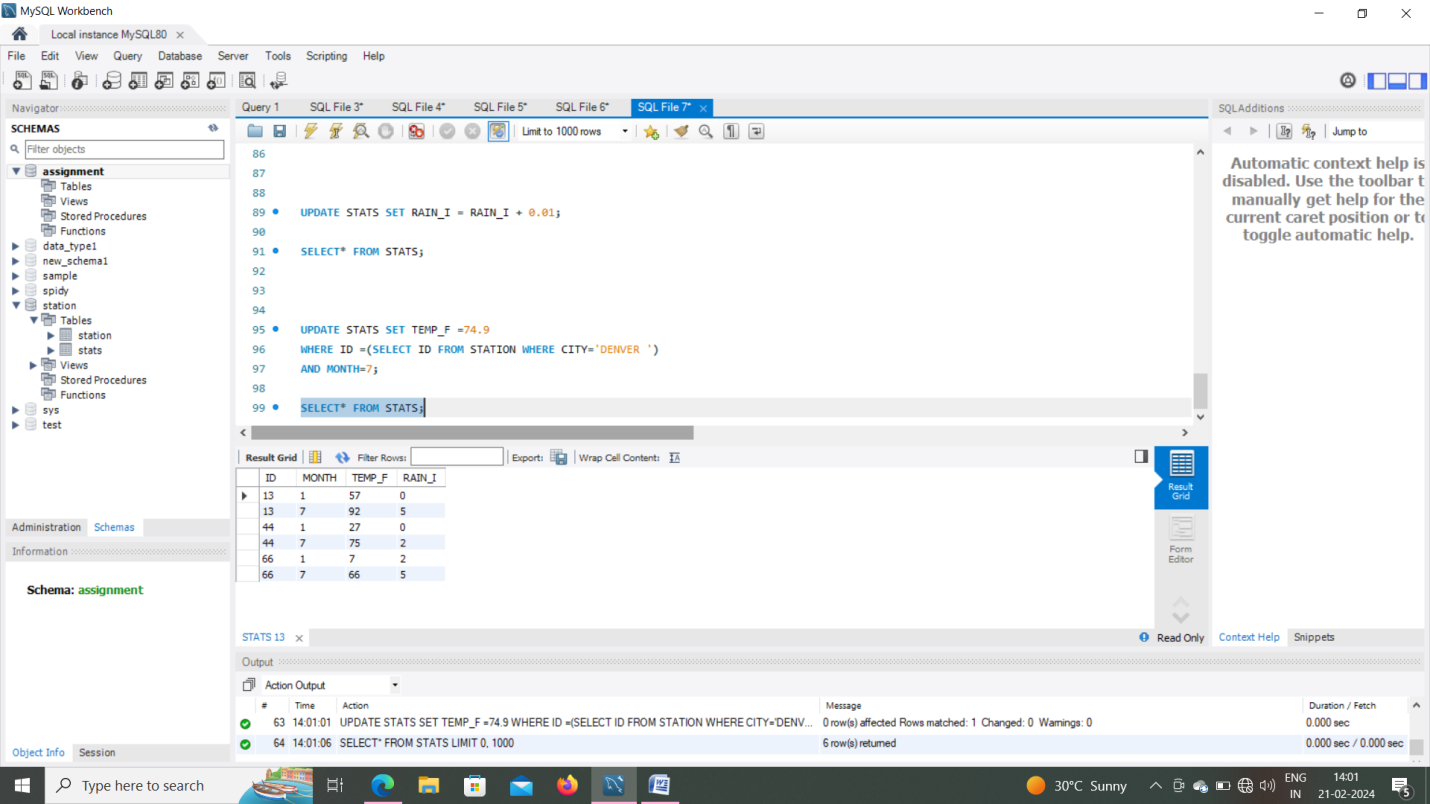 MySQL Workbench
Local instance MySQL80
File Edit View Query Database Server Tools Scripting Help
Navigator
SCHEMAS
Filter objects
assignment
Tables
Views
Stored Procedures
Functions
data_type1
new_schema1
sample
spidy
station
Tables
station
stats
Views
Stored Procedures
Functions
sys
test
Administration Schemas
Information
Schema: assignment
Object Info Session
Query 1 SQL File 3* SQL File 4* SQL File 5* SQL File 6* SQL File 7*
Limit to 1000 rows
86
87
88
89 UPDATE STATS SET RAIN_I = RAIN_I + 0.01;
90
91 SELECT* FROM STATS;
92
93
94
95 UPDATE STATS SET TEMP_F =74.9
96 WHERE ID =(SELECT ID FROM STATION WHERE CITY='DENVER ')
97 AND MONTH=7;
98
99 SELECT* FROM STATS;
Result Grid Filter Rows: Export: Wrap Cell Content:
ID MONTH TEMP_F RAIN_I
13 1 57 0
13 7 92 5
44 1 27 0
44 7 75 2
66 1 7 2
66 7 66 5
Result
Grid
Form
Editor
STATS 13
Read Only
Output
Action Output
# Time Action Message Duration / Fetch
63 14:01:01 UPDATE STATS SET TEMP_F =74.9 WHERE ID =(SELECT ID FROM STATION WHERE CITY='DENV... 0 row(s) affected Rows matched: 1 Changed: 0 Warnings: 0 0.000 sec
64 14:01:06 SELECT* FROM STATS LIMIT 0, 1000 6 row(s) returned 0.000 sec / 0.000 sec
SQLAdditions
Jump to
Automatic context help is
disabled. Use the toolbar t
manually get help for the
current caret position or to
toggle automatic help.
Context Help Snippets
Type here to search
30°C Sunny
ENG
IN
14:01
21-02-2024
5